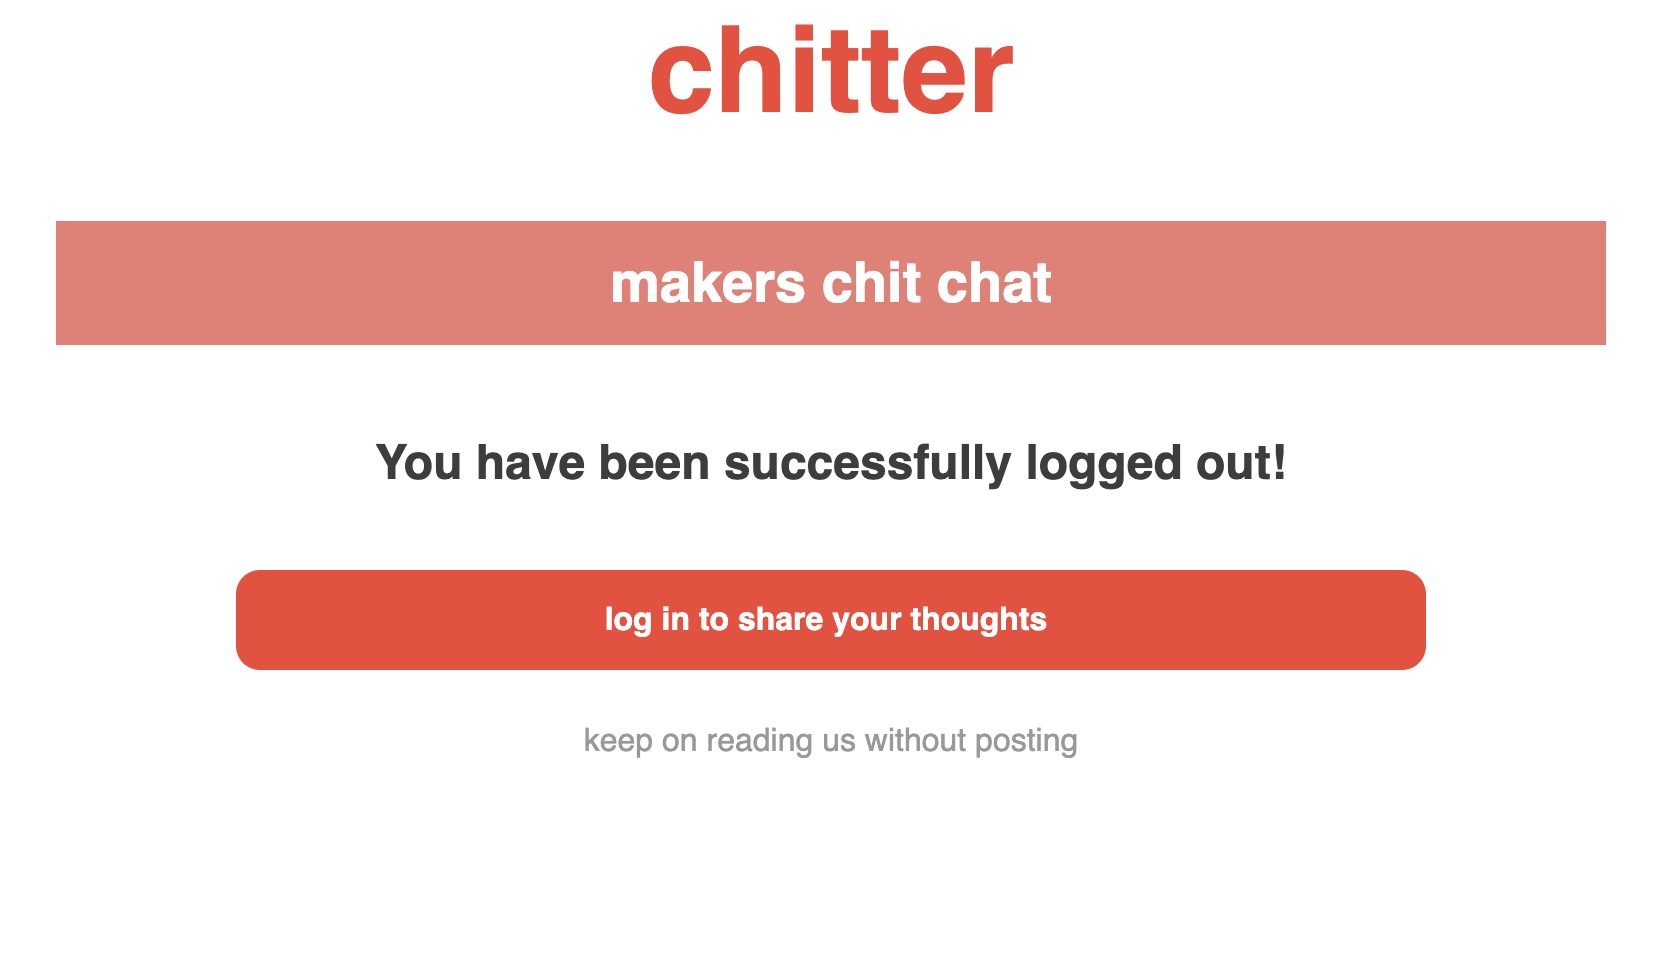 chitter
makers chit chat
You have been successfully logged out!
log in to share your thoughts
keep on reading us without posting